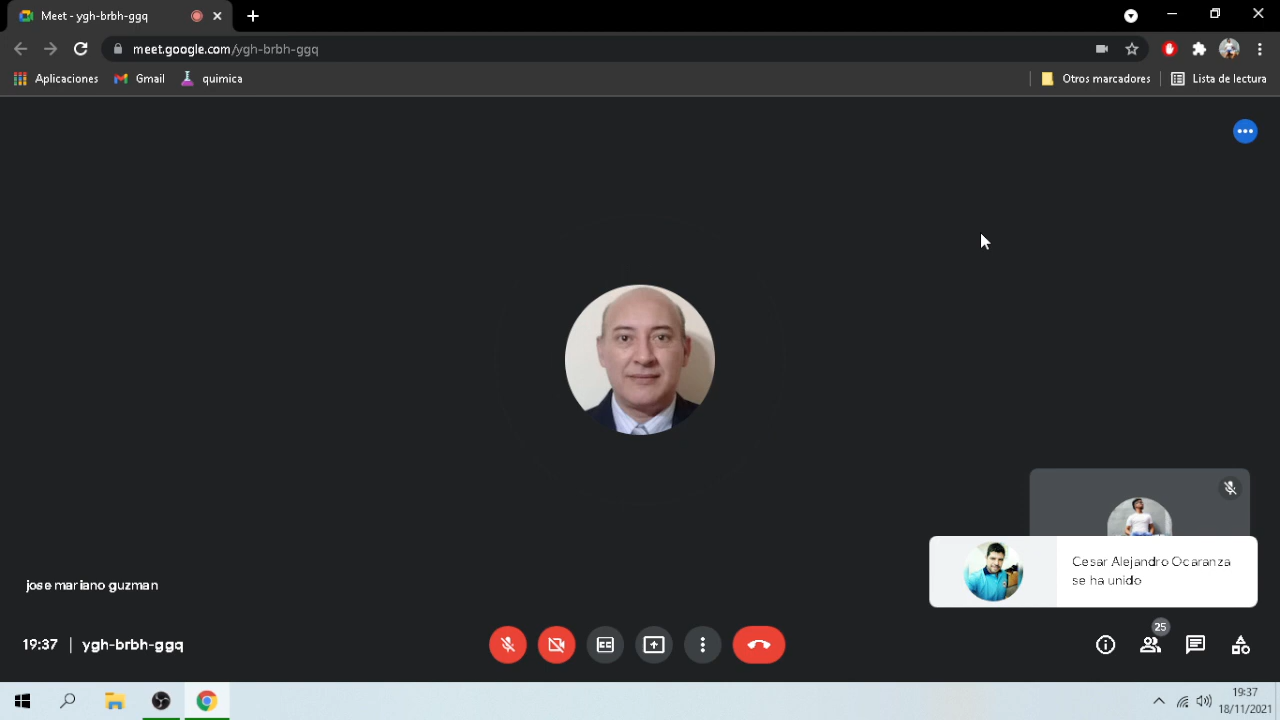 Meet - ygh-brbh-ggq
meet.google.com/ygh-brbh-ggq
Aplicaciones
Gmail
quimica
Otros marcadores
Lista de lectura
Cesar Alejandro Ocaranza
se ha unido
jose mariano guzman
25
19:37 | ygh-brbh-ggq
CC
19:37
18/11/2021